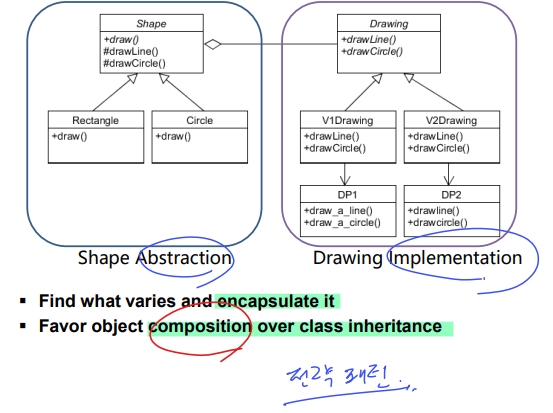 Shape
+draw()
#drawLine()
#drawCircle()
Drawing
+drawLine()
+drawCircle()
Rectangle
+draw()
Circle
+draw()
V1Drawing
+drawLine()
+drawCircle()
V2Drawing
+drawLine()
+drawCircle()
DP1
+draw_a_line()
+draw_a_circle()
DP2
+drawline()
+drawcircle()
Shape Abstraction
Drawing Implementation
▪ Find what varies and encapsulate it
▪ Favor object composition over class inheritance
전략 패턴.